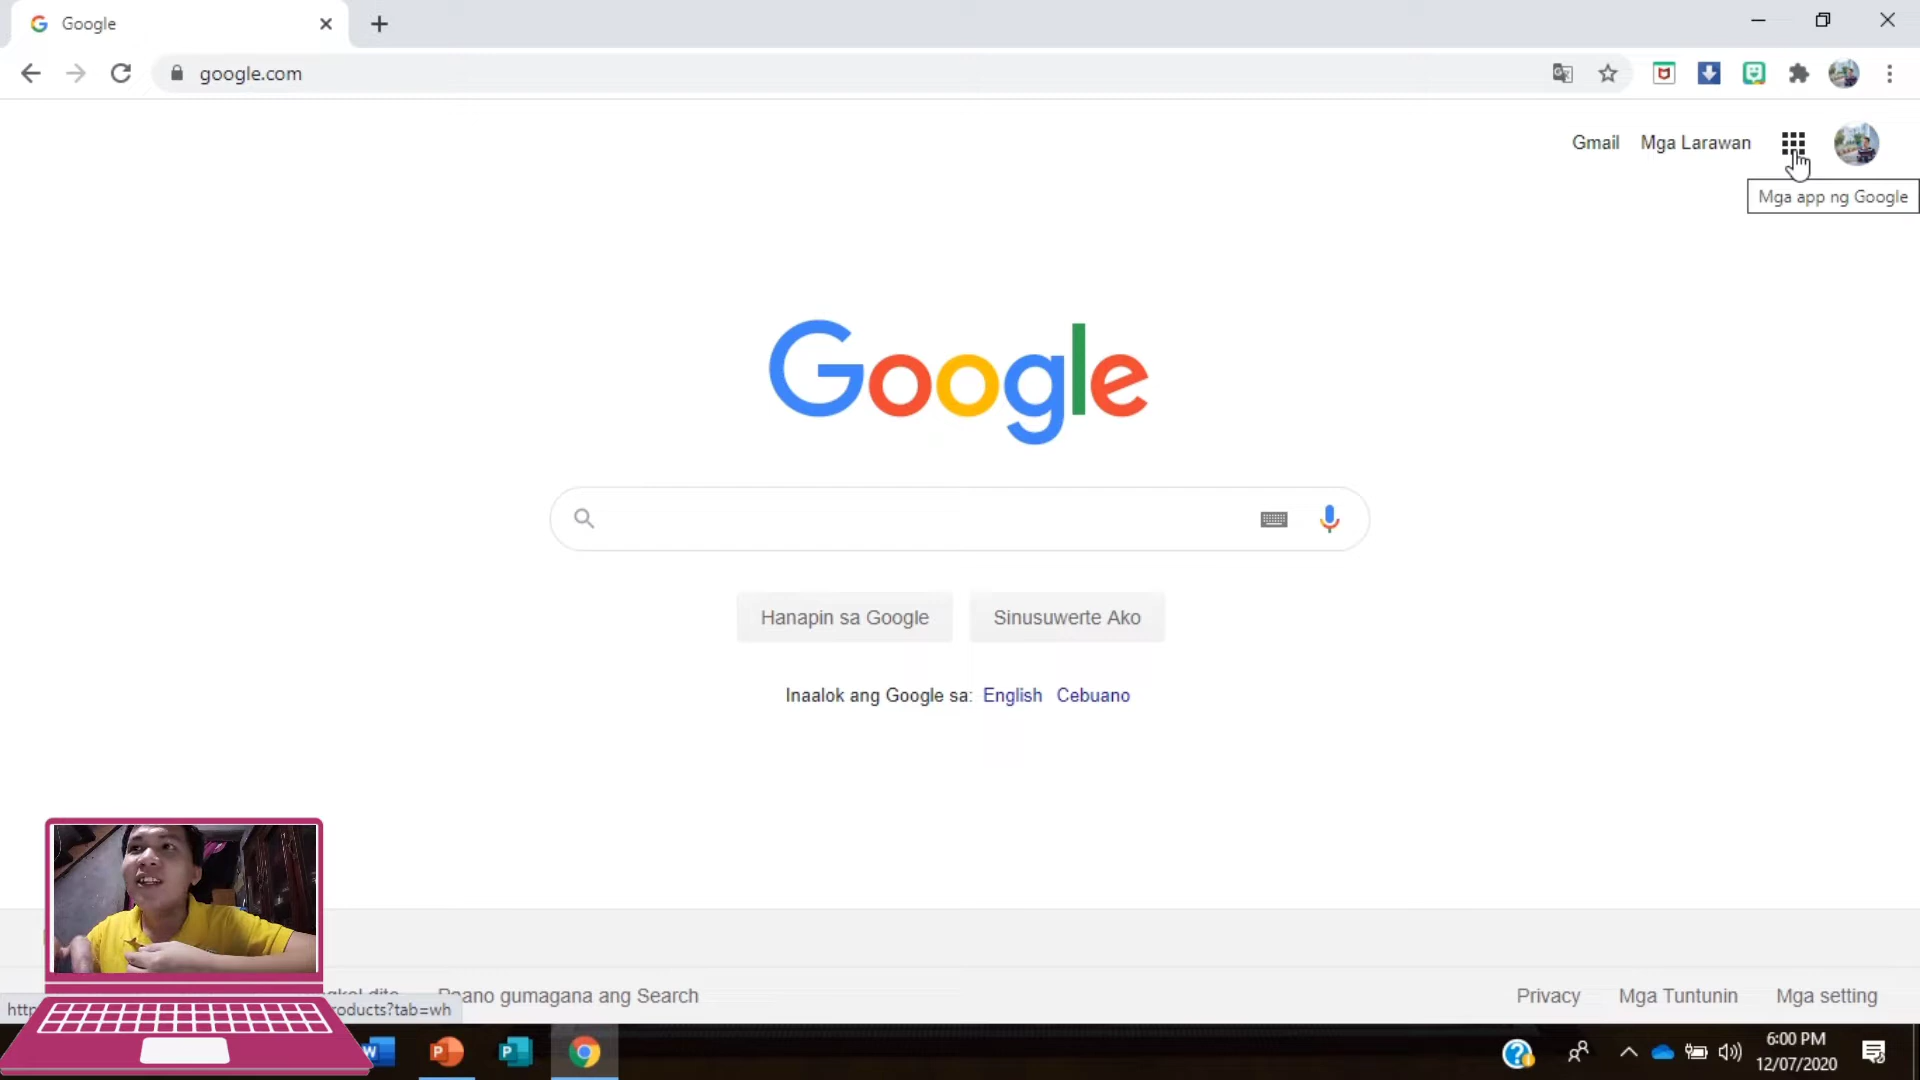 Google
google.com
Gmail Mga Larawan
Mga app ng Google
Google
Hanapin sa Google Sinusuwerte Ako
Inaalok ang Google sa: English Cebuano
gumagana ang Search
Privacy Mga Tuntunin Mga setting
oducts?tab=wh
6:00 PM
12/07/2020